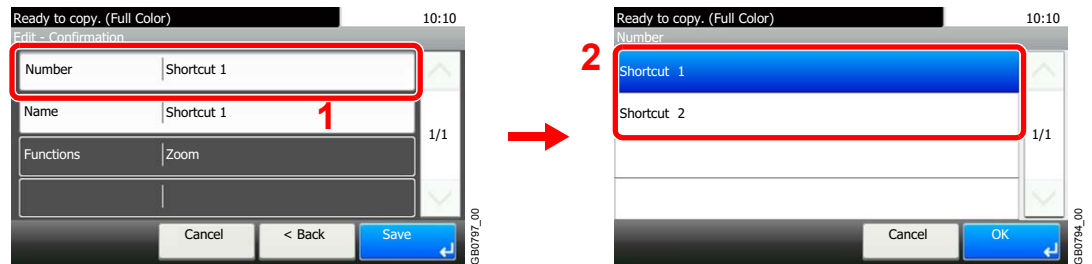 Ready to copy. (Full Color) 10:10
Edit - Confirmation
Number Shortcut 1
1
Name Shortcut 1
1/1
Functions Zoom
Cancel < Back Save
GB0797_00
Ready to copy. (Full Color) 10:10
Number
2
Shortcut 1
Shortcut 2
1/1
Cancel OK
GB0794_00